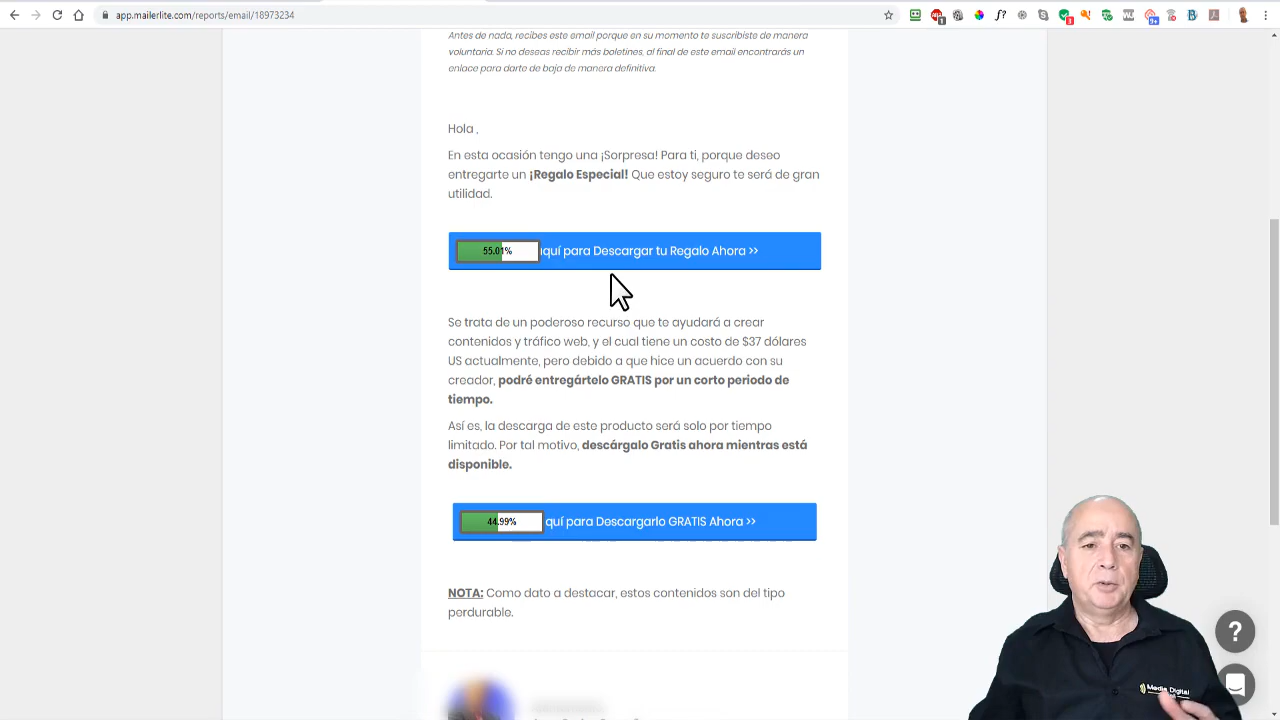 app.mailerlite.com/reports/email/18973234
Antes de nada, recibes este email porque en su momento te suscribiste de manera
voluntaria. Si no deseas recibir más boletines, al final de este email encontrarás un
enlace para darte de baja de manera definitiva.
Hola ,
En esta ocasión tengo una ¡Sorpresa! Para ti, porque deseo
entregarte un ¡Regalo Especial! Que estoy seguro te será de gran
utilidad.
55.01% quí para Descargar tu Regalo Ahora >>
Se trata de un poderoso recurso que te ayudará a crear
contenidos y tráfico web, y el cual tiene un costo de $37 dólares
US actualmente, pero debido a que hice un acuerdo con su
creador, podré entregártelo GRATIS por un corto periodo de
tiempo.
Así es, la descarga de este producto será solo por tiempo
limitado. Por tal motivo, descárgalo Gratis ahora mientras está
disponible.
44.99% quí para Descargarlo GRATIS Ahora >>
NOTA: Como dato a destacar, estos contenidos son del tipo
perdurable.
Media Digital